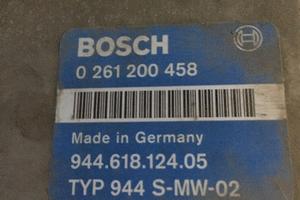 BOSCH
0 261 200 458
Made in Germany
944.618.124.05
TYP 944 S-MW-02